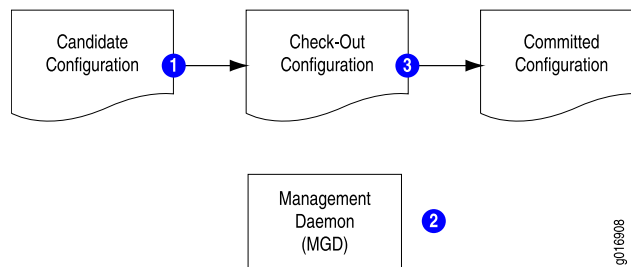 Candidate
Configuration
1
Check-Out
Configuration
3
Committed
Configuration
Management
Daemon
(MGD)
2
g016908